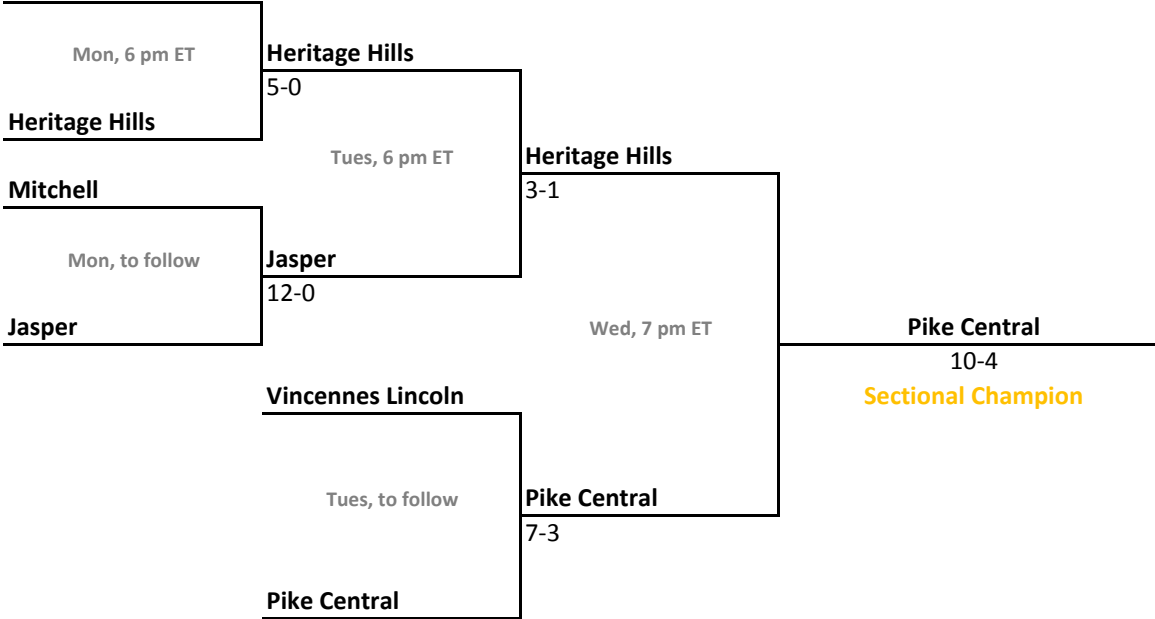 Mon, 6 pm ET
Heritage Hills
5-0
Heritage Hills
Tues, 6 pm ET
Heritage Hills
3-1
Mitchell
Mon, to follow
Jasper
12-0
Jasper
Wed, 7 pm ET
Pike Central
10-4
Sectional Champion
Vincennes Lincoln
Tues, to follow
Pike Central
7-3
Pike Central